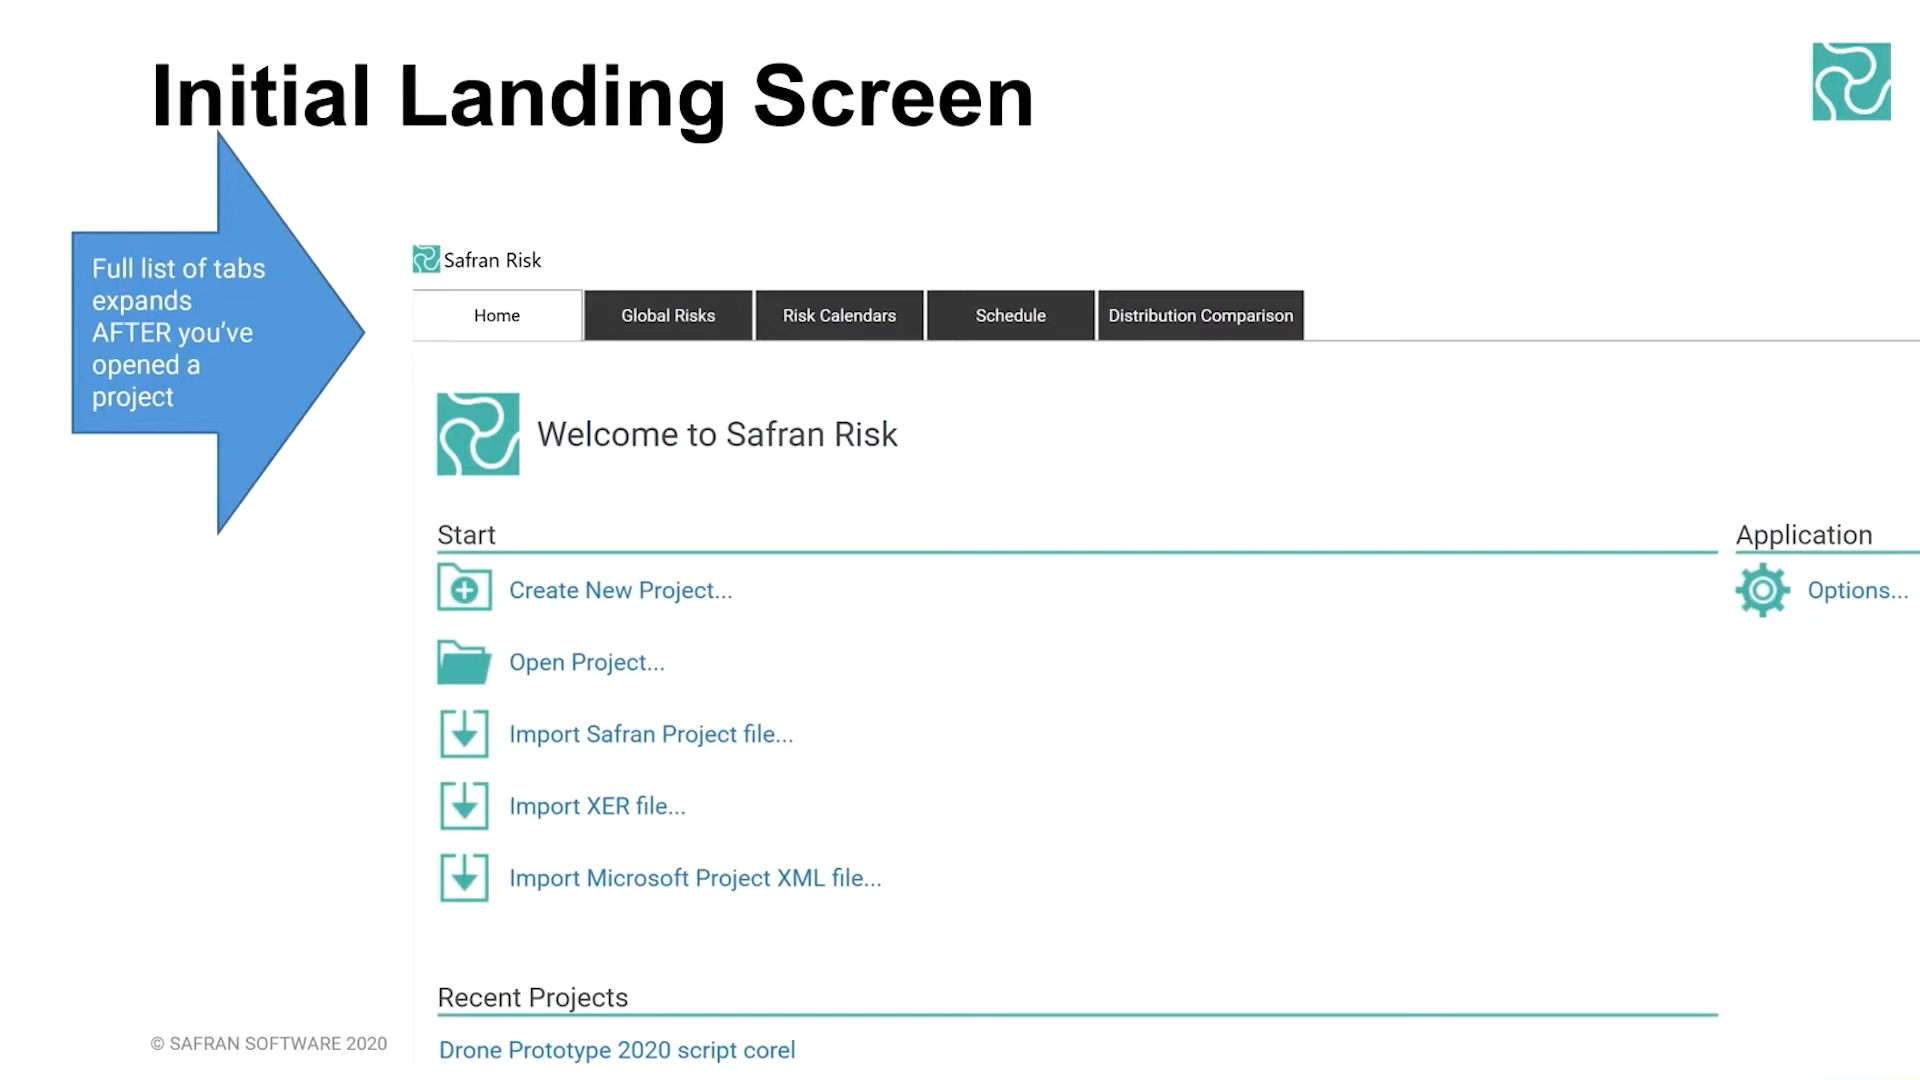 Initial Landing Screen
Full list of tabs
expands
AFTER you've
opened a
project
Safran Risk
Home
Global Risks
Risk Calendars
Schedule
Distribution Comparison
Welcome to Safran Risk
Start
Application
Create New Project...
Options...
Open Project...
Import Safran Project file...
Import XER file...
Import Microsoft Project XML file...
Recent Projects
Drone Prototype 2020 script corel
© SAFRAN SOFTWARE 2020